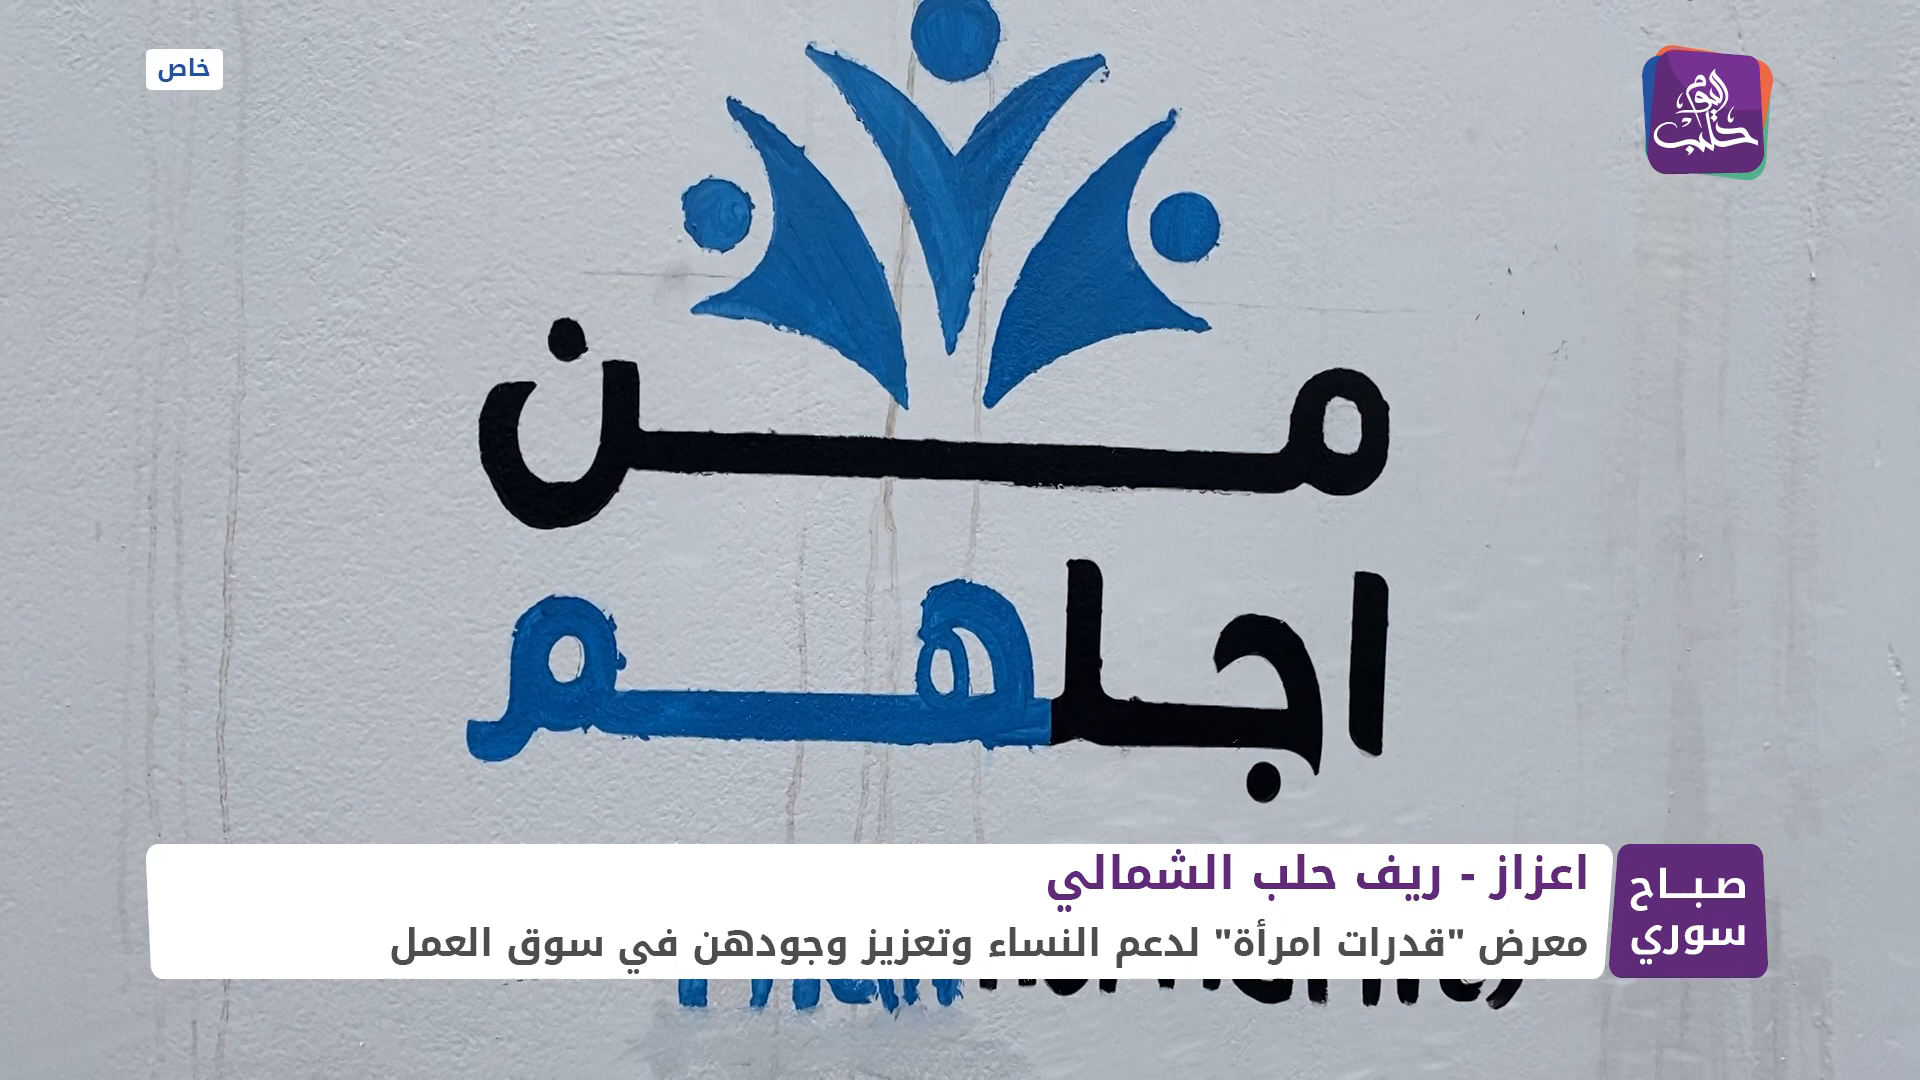 خاص
حلب
اليوم
من
اجلهم
صباح
سوري
اعزاز - ريف حلب الشمالي
معرض "قدرات امرأة" لدعم النساء وتعزيز وجودهن في سوق العمل